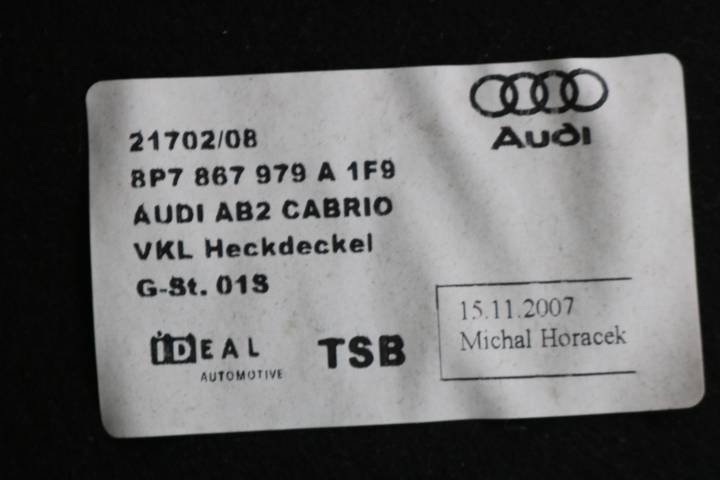 Audi
21702/08
8P7 867 979 A 1F9
AUDI AB2 CABRIO
VKL Heckdeckel
G-St. 01S
IDEAL
AUTOMOTIVE
TSB
15.11.2007
Michal Horacek